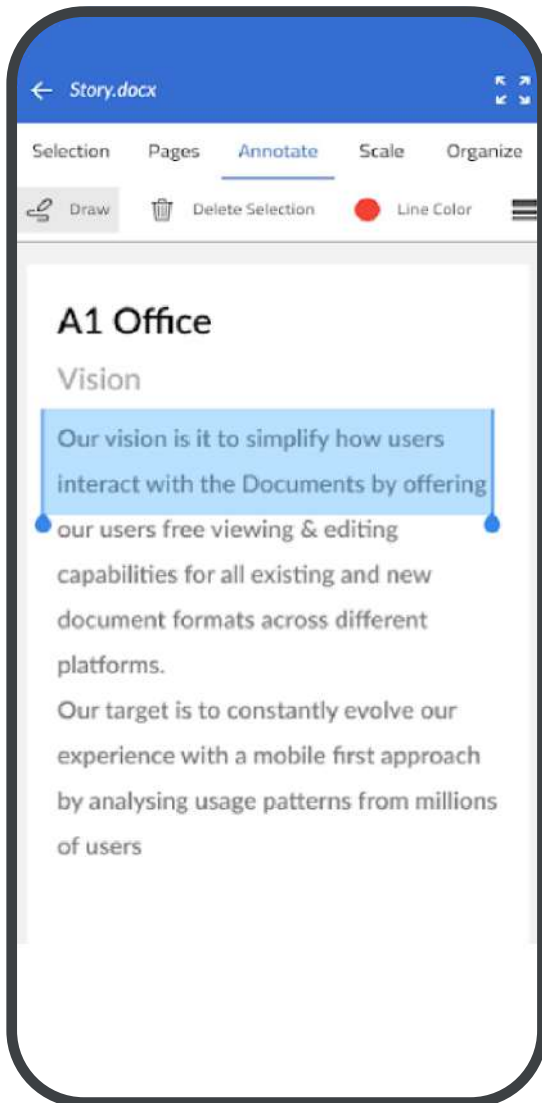 Story.docx
Selection Pages Annotate Scale Organize
Draw Delete Selection Line Color
A1 Office
Vision
Our vision is it to simplify how users
interact with the Documents by offering
our users free viewing & editing
capabilities for all existing and new
document formats across different
platforms.
Our target is to constantly evolve our
experience with a mobile first approach
by analysing usage patterns from millions
of users